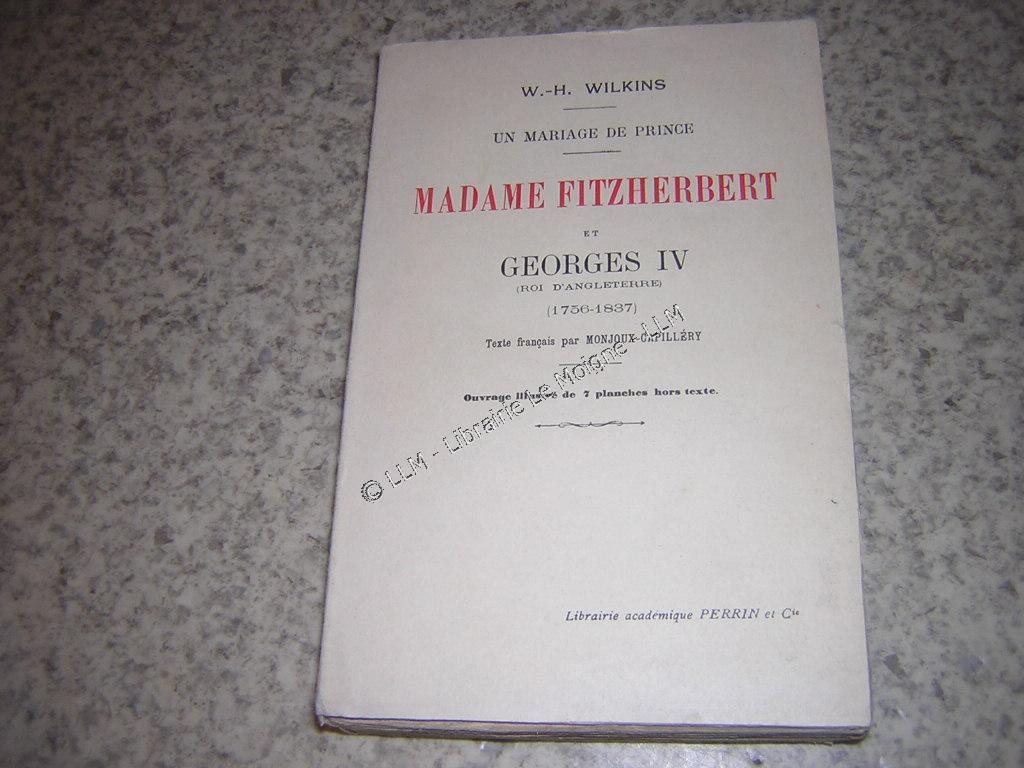 W.-H. WILKINS
UN MARIAGE DE PRINCE
MADAME FITZHERBERT
ET
GEORGES IV
(ROI D'ANGLETERRE)
(1756-1837)
Texte français par MONJOUX-CAPILLÉRY
Ouvrage illustré de 7 planches hors texte.
© LLM - Librairie Le Moigne - LLM
Librairie académique PERRIN et Cie